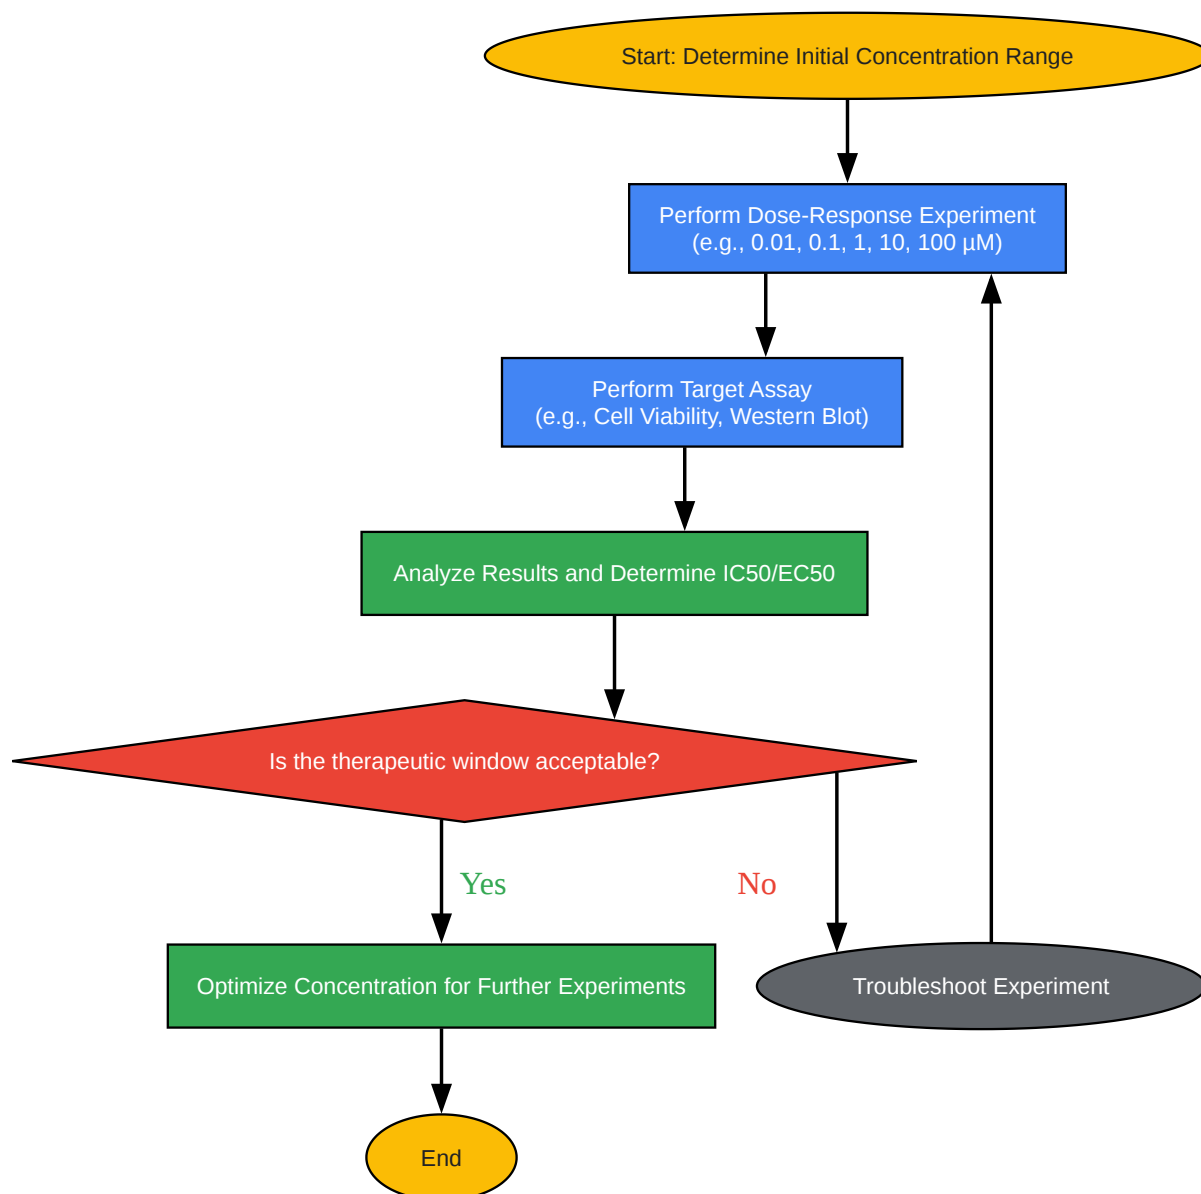 Start: Determine Initial Concentration Range
Perform Dose-Response Experiment
(e.g., 0.01, 0.1, 1, 10, 100 µM)
Perform Target Assay
(e.g., Cell Viability, Western Blot)
Analyze Results and Determine IC50/EC50
Is the therapeutic window acceptable?
Yes
No
Optimize Concentration for Further Experiments
Troubleshoot Experiment
End